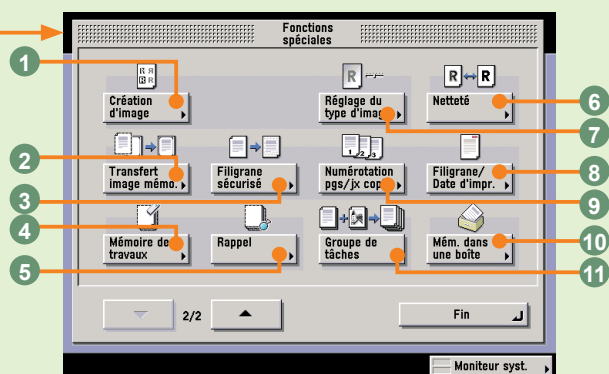 Fonctions
spéciales
1
Création
d'image
Réglage du
type d'imag
7
Netteté
6
2
Transfert
image mémo.
Filigrane
sécurisé
3
Numérotation
pgs/jx cop
9
Filigrane/
Date d'impr.
8
4
Mémoire de
travaux
Rappel
5
Groupe de
tâches
11
Mém. dans
une boîte
10
2/2
Fin
Moniteur syst.